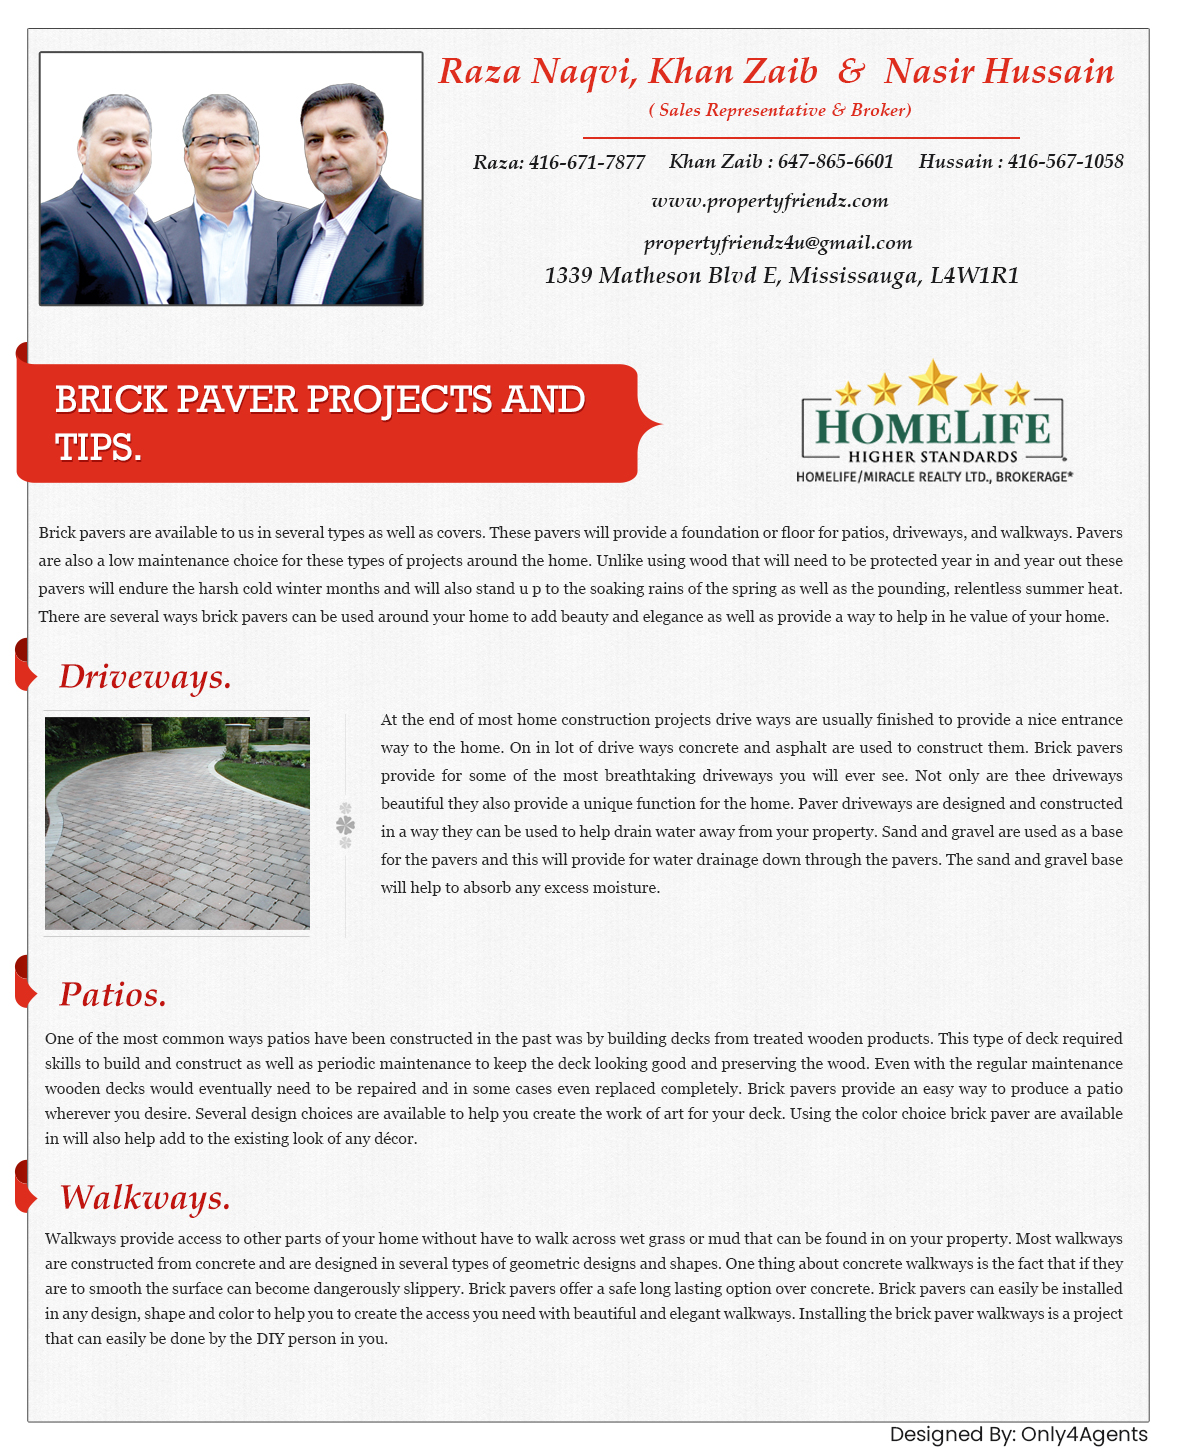 Raza Naqvi, Khan Zaib & Nasir Hussain
( Sales Representative & Broker)
Raza: 416-671-7877 Khan Zaib : 647-865-6601 Hussain : 416-567-1058
www.propertyfriendz.com
propertyfriendz4u@gmail.com
1339 Matheson Blvd E, Mississauga, L4W1R1
BRICK PAVER PROJECTS AND
TIPS.
HOMELIFE
HIGHER STANDARDS
HOMELIFE/MIRACLE REALTY LTD., BROKERAGE*
Brick pavers are available to us in several types as well as covers. These pavers will provide a foundation or floor for patios, driveways, and walkways. Pavers
are also a low maintenance choice for these types of projects around the home. Unlike using wood that will need to be protected year in and year out these
pavers will endure the harsh cold winter months and will also stand u p to the soaking rains of the spring as well as the pounding, relentless summer heat.
There are several ways brick pavers can be used around your home to add beauty and elegance as well as provide a way to help in he value of your home.
Driveways.
At the end of most home construction projects drive ways are usually finished to provide a nice entrance
way to the home. On in lot of drive ways concrete and asphalt are used to construct them. Brick pavers
provide for some of the most breathtaking driveways you will ever see. Not only are thee driveways
beautiful they also provide a unique function for the home. Paver driveways are designed and constructed
in a way they can be used to help drain water away from your property. Sand and gravel are used as a base
for the pavers and this will provide for water drainage down through the pavers. The sand and gravel base
will help to absorb any excess moisture.
Patios.
One of the most common ways patios have been constructed in the past was by building decks from treated wooden products. This type of deck required
skills to build and construct as well as periodic maintenance to keep the deck looking good and preserving the wood. Even with the regular maintenance
wooden decks would eventually need to be repaired and in some cases even replaced completely. Brick pavers provide an easy way to produce a patio
wherever you desire. Several design choices are available to help you create the work of art for your deck. Using the color choice brick paver are available
in will also help add to the existing look of any décor.
Walkways.
Walkways provide access to other parts of your home without have to walk across wet grass or mud that can be found in on your property. Most walkways
are constructed from concrete and are designed in several types of geometric designs and shapes. One thing about concrete walkways is the fact that if they
are to smooth the surface can become dangerously slippery. Brick pavers offer a safe long lasting option over concrete. Brick pavers can easily be installed
in any design, shape and color to help you to create the access you need with beautiful and elegant walkways. Installing the brick paver walkways is a project
that can easily be done by the DIY person in you.
Designed By: Only4Agents